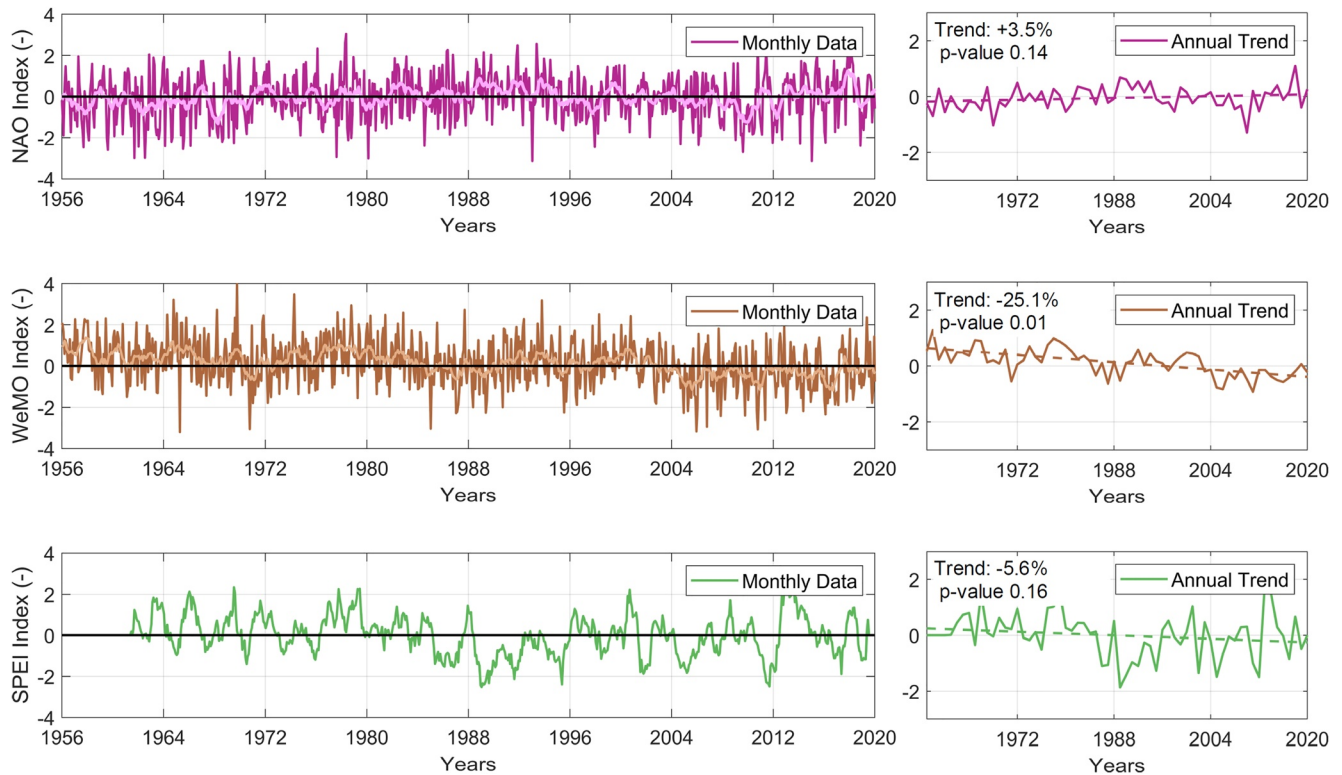 NAO Index (-)
4
2
0
-2
-4
Monthly Data
1956 1964 1972 1980 1988 1996 2004 2012 2020
Years
Trend: +3.5%
p-value 0.14
Annual Trend
2
0
-2
1972 1988 2004 2020
Years
WeMO Index (-)
4
2
0
-2
-4
Monthly Data
1956 1964 1972 1980 1988 1996 2004 2012 2020
Years
Trend: -25.1%
p-value 0.01
Annual Trend
2
0
-2
1972 1988 2004 2020
Years
SPEI Index (-)
4
2
0
-2
-4
Monthly Data
1956 1964 1972 1980 1988 1996 2004 2012 2020
Years
Trend: -5.6%
p-value 0.16
Annual Trend
2
0
-2
1972 1988 2004 2020
Years